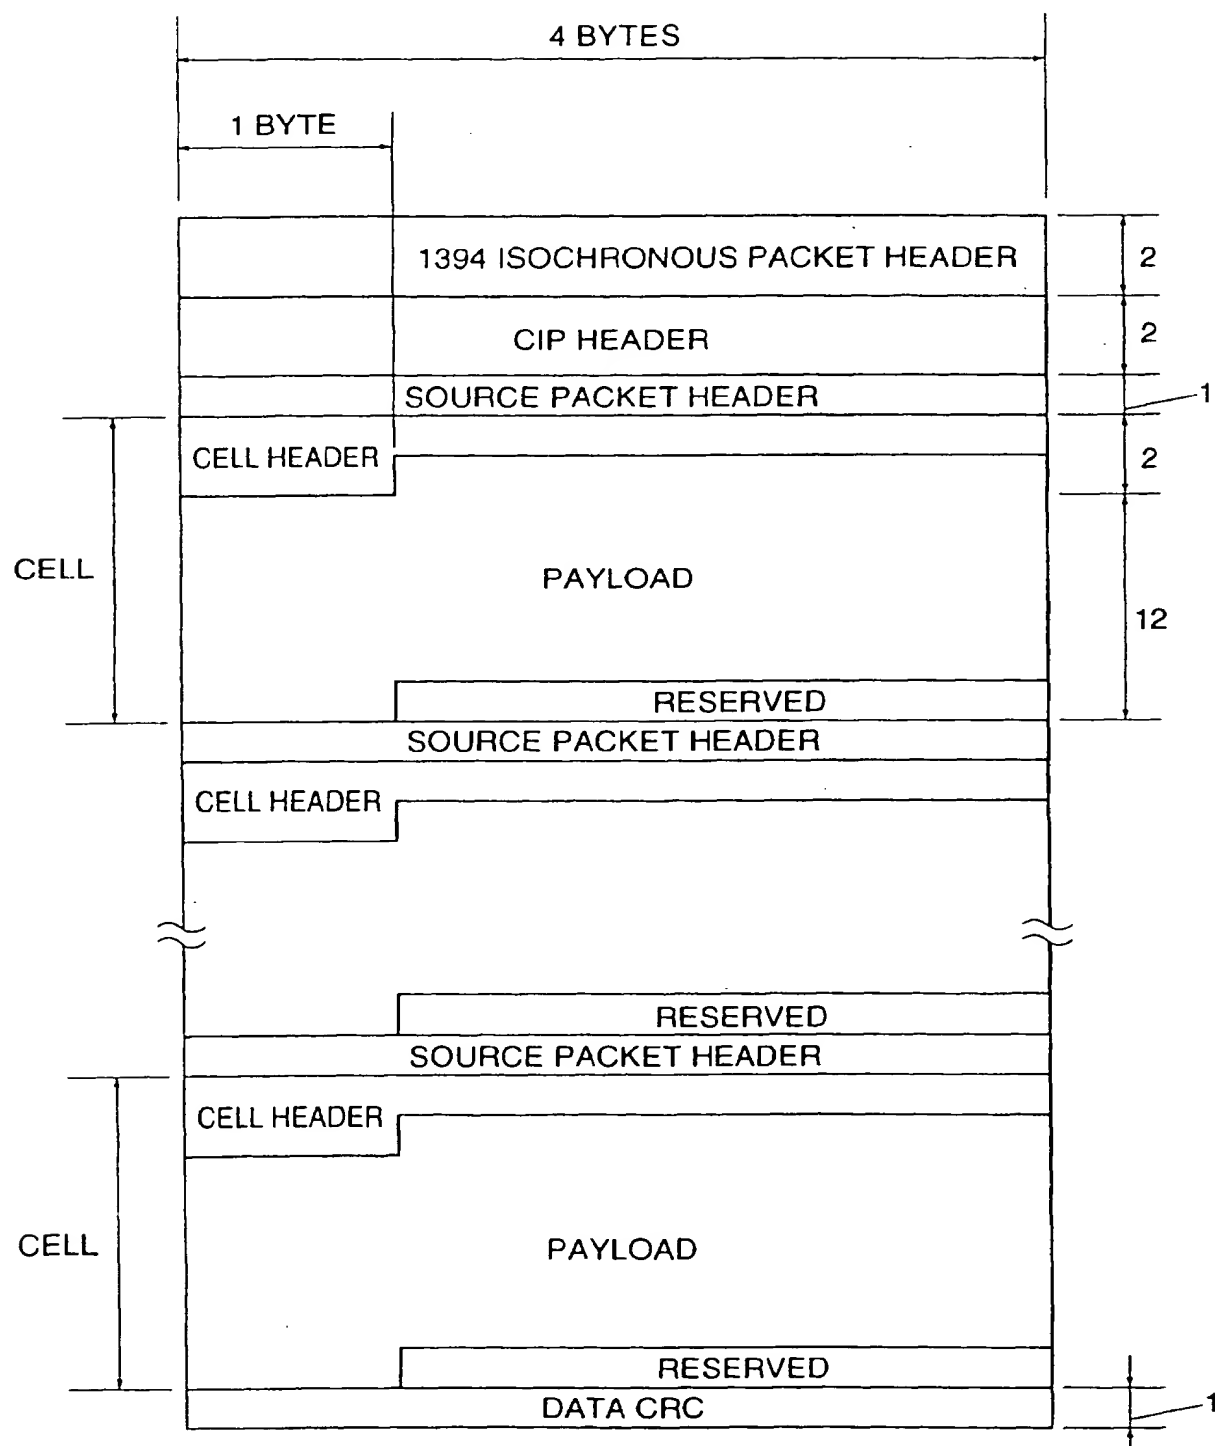 4 BYTES
1 BYTE
1394 ISOCHRONOUS PACKET HEADER
2
CIP HEADER
2
SOURCE PACKET HEADER
1
CELL HEADER
2
CELL
PAYLOAD
12
RESERVED
SOURCE PACKET HEADER
CELL HEADER
RESERVED
SOURCE PACKET HEADER
CELL HEADER
CELL
PAYLOAD
RESERVED
DATA CRC
1